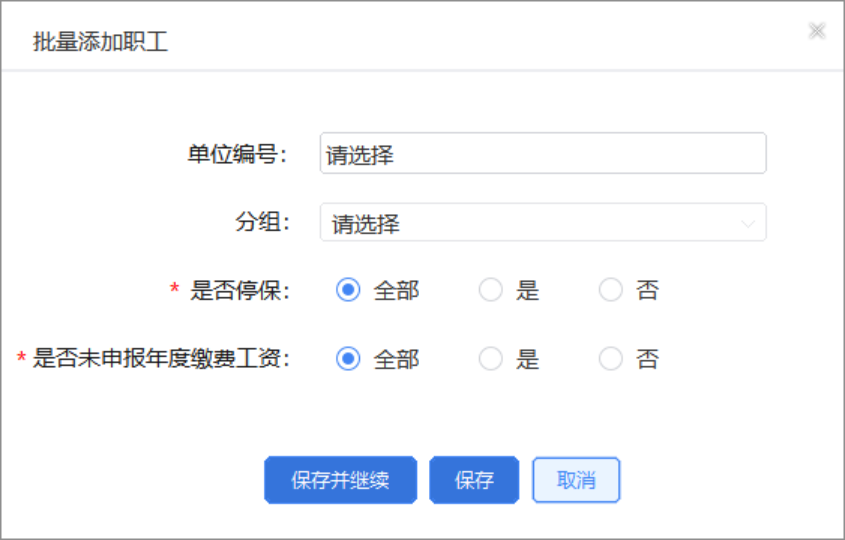 批量添加职工
单位编号： 请选择
分组： 请选择
* 是否停保： 全部 是 否
* 是否未申报年度缴费工资： 全部 是 否
保存并继续 保存 取消